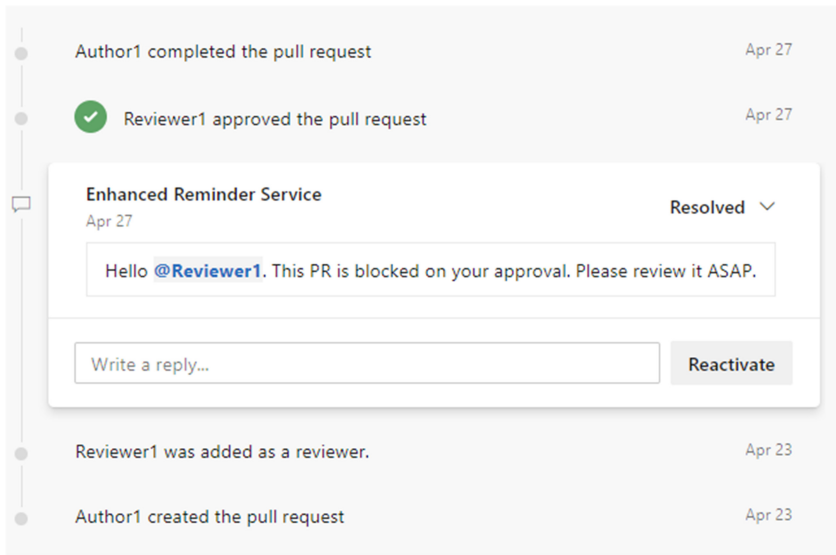 Author1 completed the pull request Apr 27
Reviewer1 approved the pull request Apr 27
Enhanced Reminder Service
Resolved
Apr 27
Hello @Reviewer1. This PR is blocked on your approval. Please review it ASAP.
Write a reply... Reactivate
Reviewer1 was added as a reviewer. Apr 23
Author1 created the pull request Apr 23